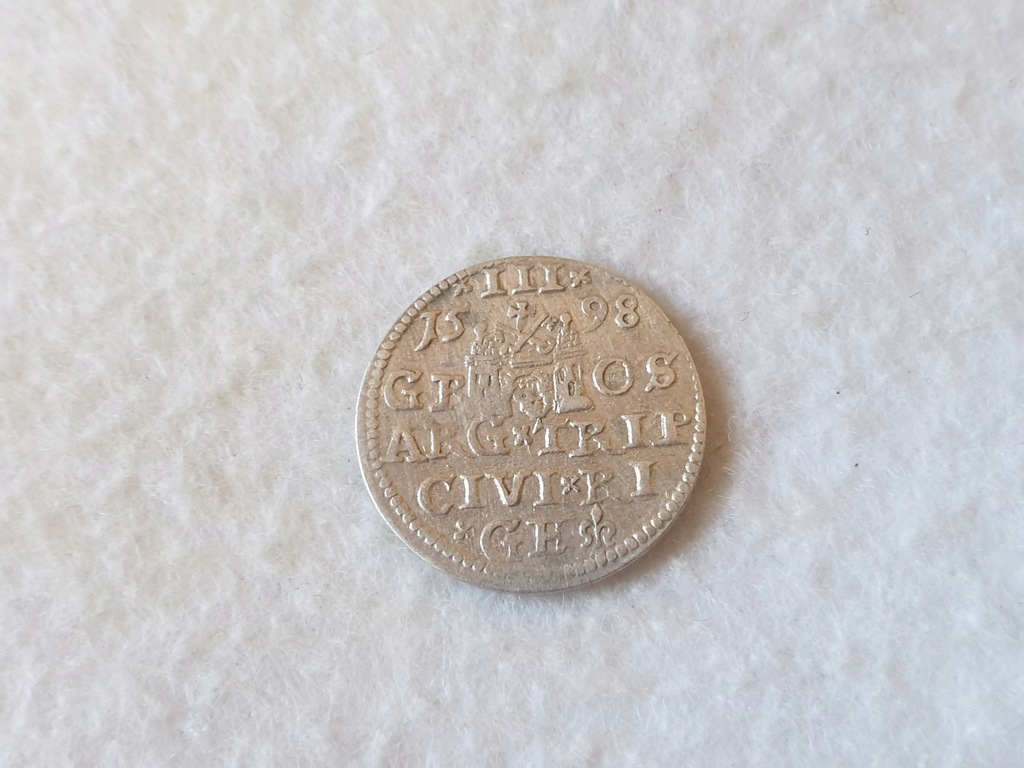 III
15 98
GR OS
ARG TRIP
CIVI RI
GE